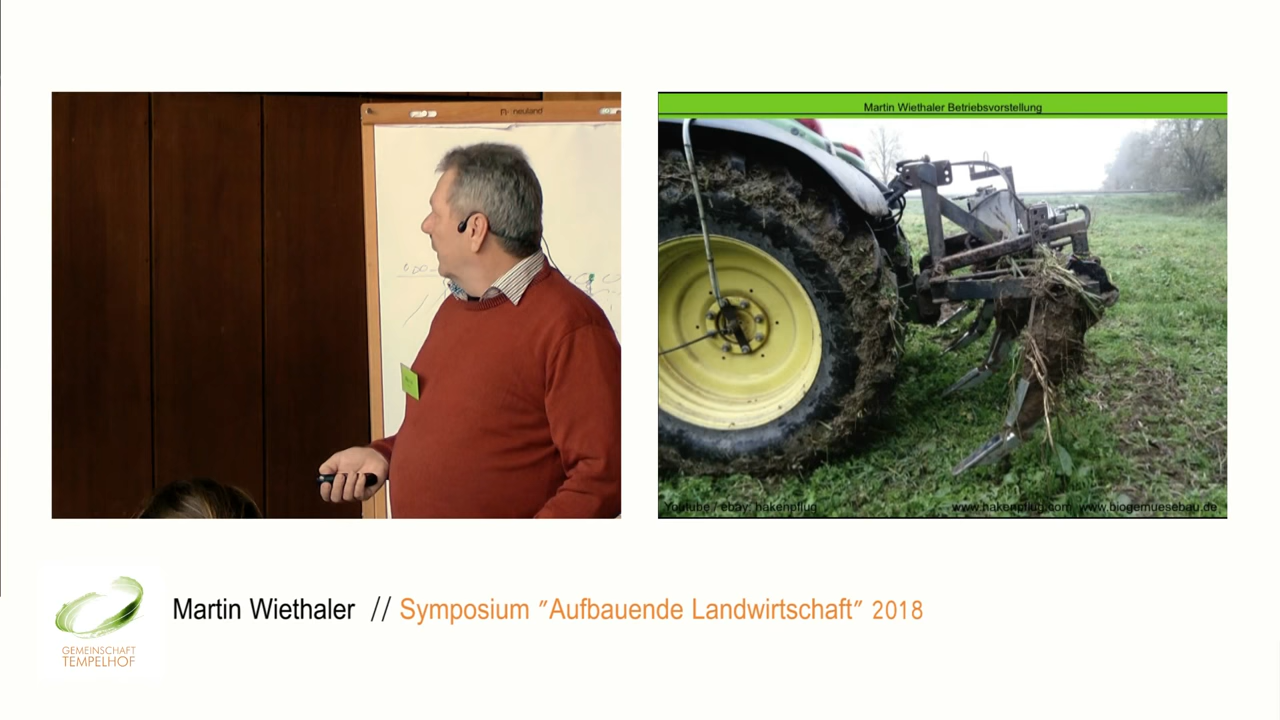 neuland
Martin Wiethaler Betriebsvorstellung
Youtube / ebay: hakenpflug
www.hakenpflug.com www.biogemuesebau.de
Martin Wiethaler // Symposium "Aufbauende Landwirtschaft" 2018
GEMEINSCHAFT
TEMPELHOF